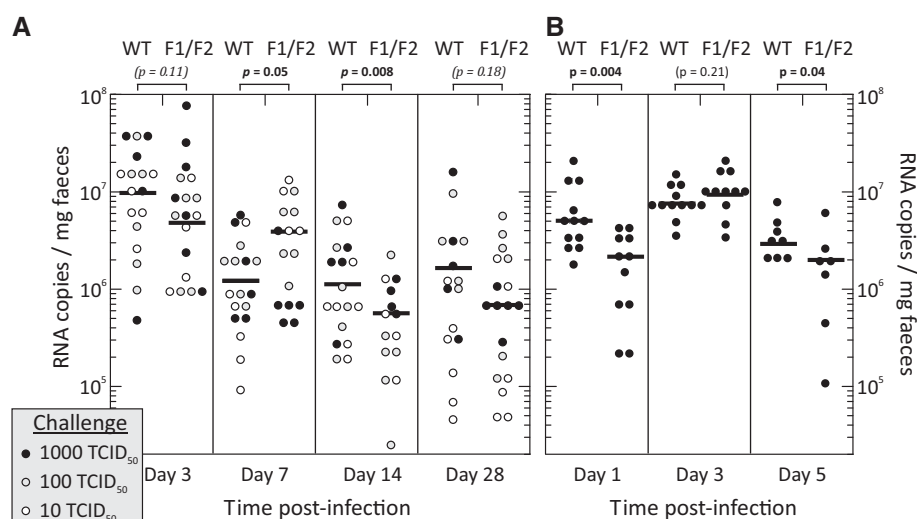 A
B
WT F1/F2 WT F1/F2 WT F1/F2 WT F1/F2 WT F1/F2 WT F1/F2 WT F1/F2
(p = 0.11) p = 0.05 p = 0.008 (p = 0.18) p = 0.004 (p = 0.21) p = 0.04
10⁸ 10⁸
10⁷ 10⁷
10⁶ 10⁶
10⁵ 10⁵
RNA copies / mg faeces
RNA copies / mg faeces
Challenge
1000 TCID₅₀
100 TCID₅₀
10 TCID₅₀
Day 3 Day 7 Day 14 Day 28 Day 1 Day 3 Day 5
Time post-infection Time post-infection